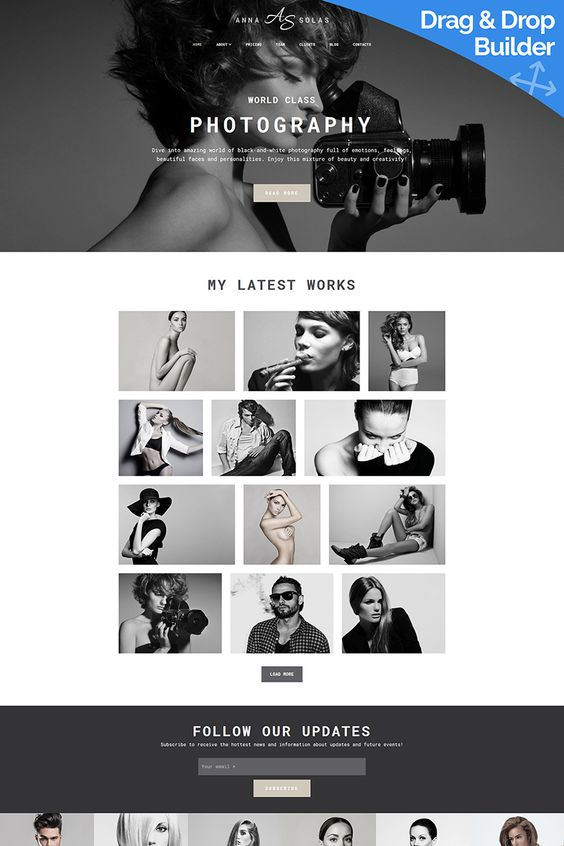 Drag & Drop
Builder
ANNA AS SOLAS
HOME ABOUT PRICING TEAM CLIENTS BLOG CONTACTS
WORLD CLASS
PHOTOGRAPHY
Dive into amazing world of black-and-white photography full of emotions, feelings,
beautiful faces and personalities. Enjoy this mixture of beauty and creativity!
READ MORE
MY LATEST WORKS
LOAD MORE
FOLLOW OUR UPDATES
Subscribe to receive the hottest news and information about updates and future events!
Your email *
SUBSCRIBE